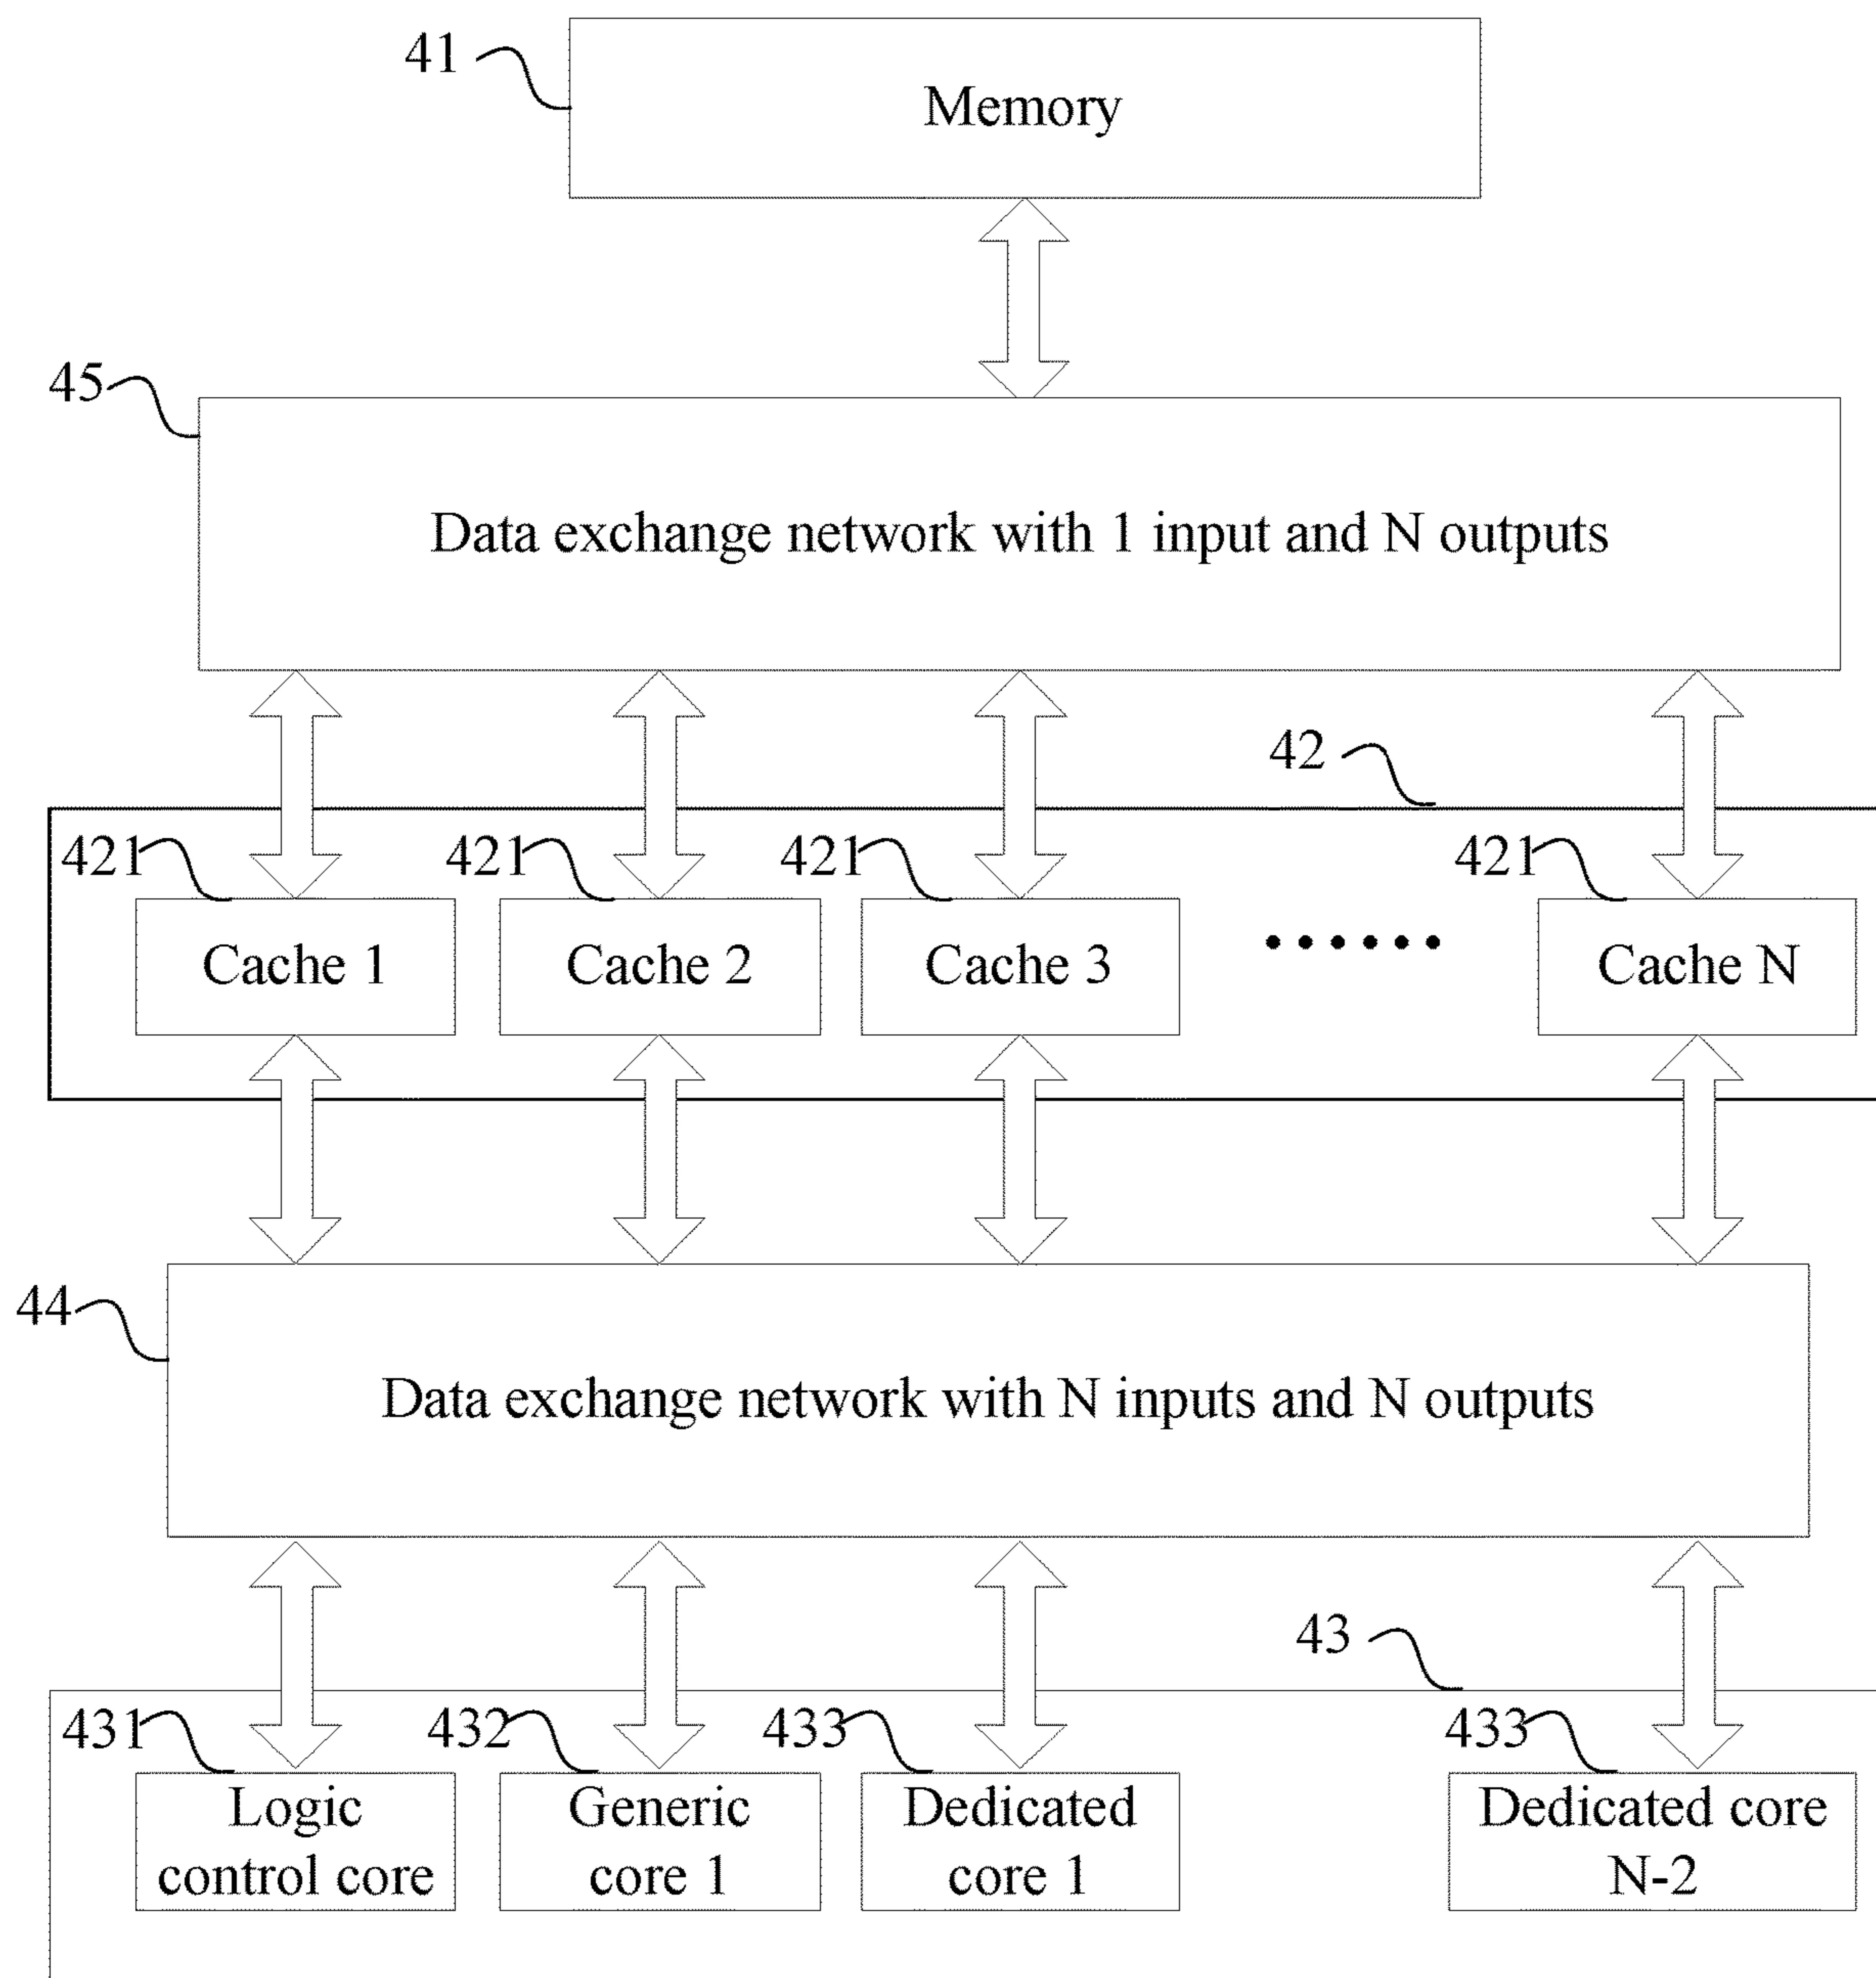 41
Memory
45
Data exchange network with 1 input and N outputs
42
421 421 421 421
Cache 1 Cache 2 Cache 3 ...... Cache N
44
Data exchange network with N inputs and N outputs
43
431 432 433 433
Logic
control core
Generic
core 1
Dedicated
core 1
Dedicated core
N-2